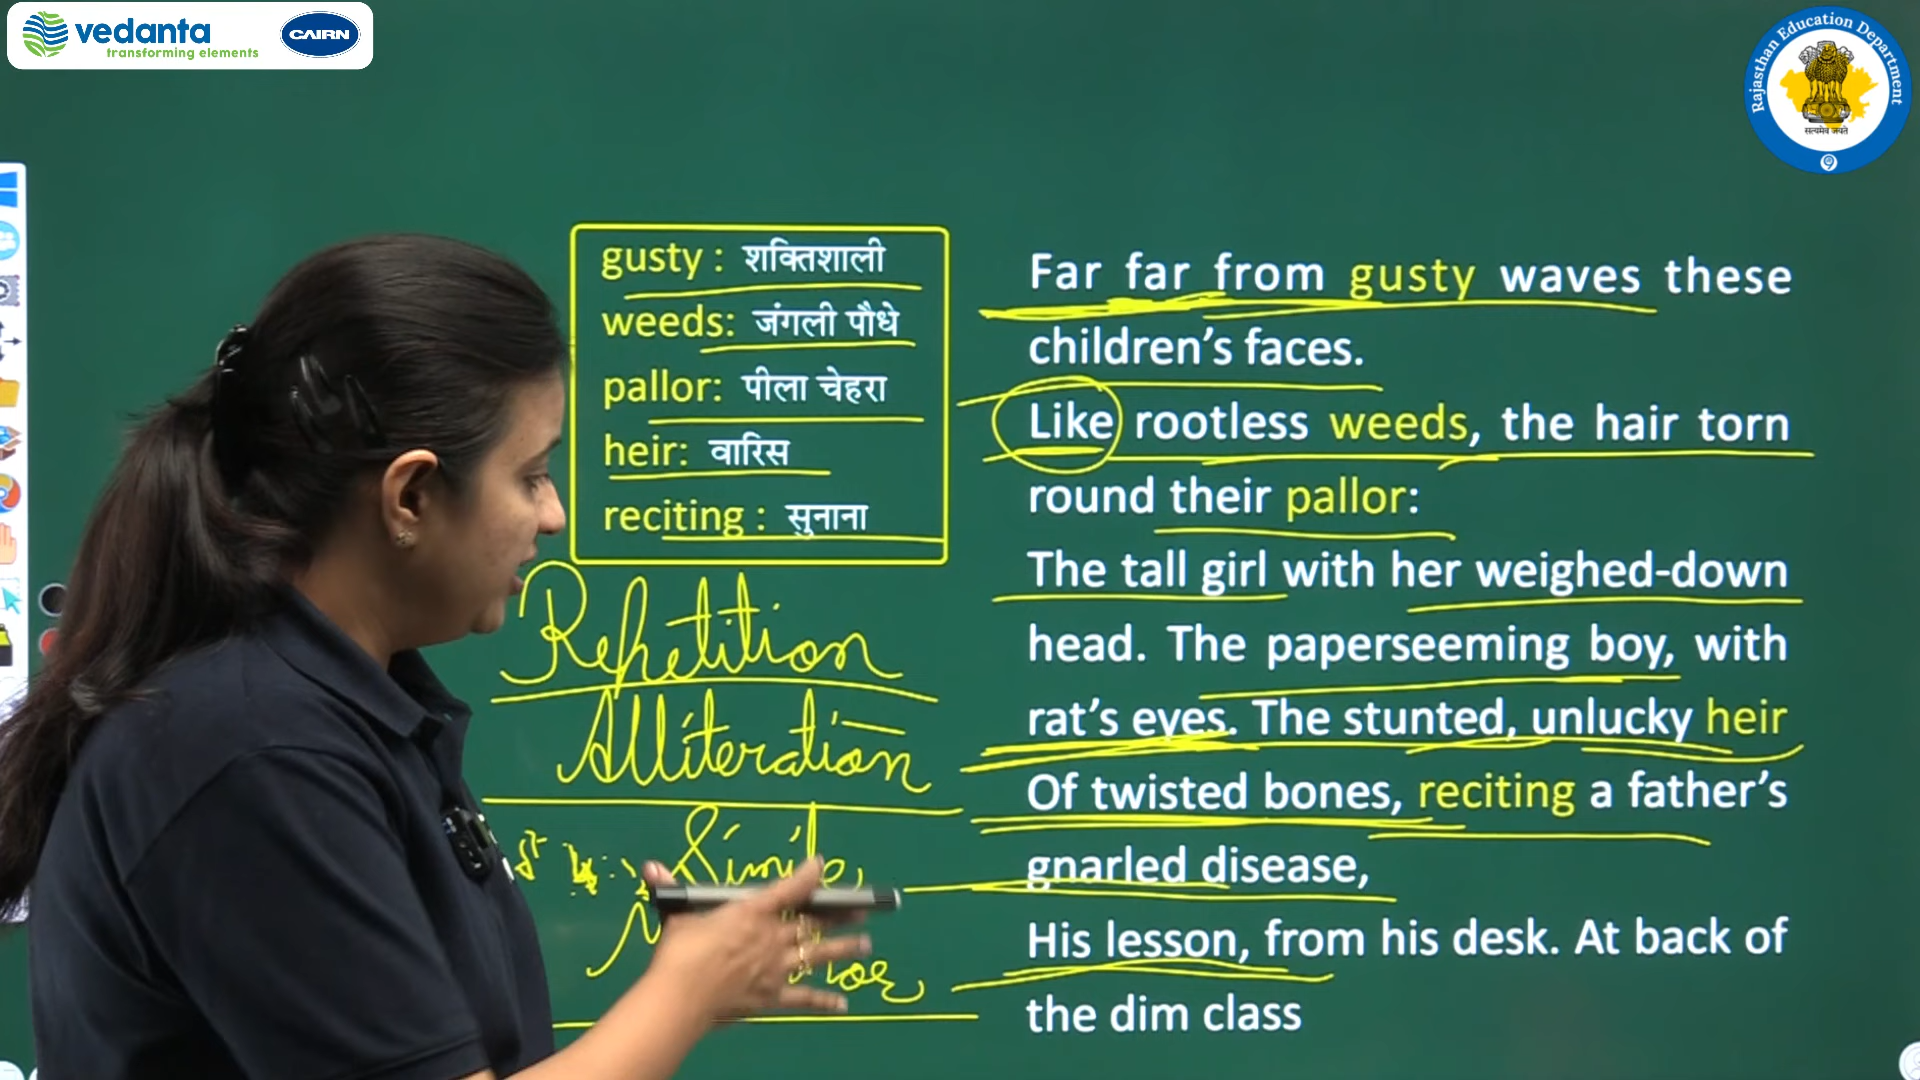 vedanta
transforming elements
CAIRN
Rajasthan Education Department
सत्यमेव जयते
gusty : शक्तिशाली
weeds: जंगली पौधे
pallor: पीला चेहरा
heir: वारिस
reciting : सुनाना
Repetition
Alliteration
Simile
Far far from gusty waves these
children's faces.
Like rootless weeds, the hair torn
round their pallor:
The tall girl with her weighed-down
head. The paperseeming boy, with
rat's eyes. The stunted, unlucky heir
Of twisted bones, reciting a father's
gnarled disease,
His lesson, from his desk. At back of
the dim class